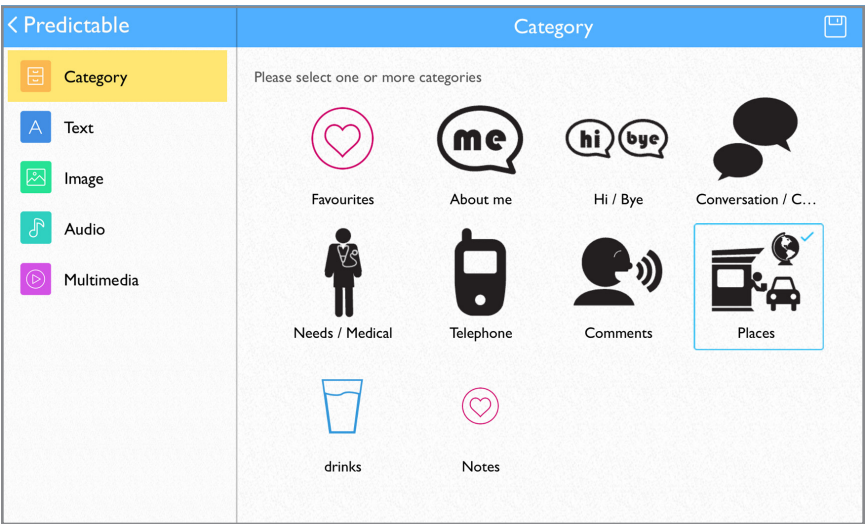 Predictable
Category
Category
Text
Image
Audio
Multimedia
Please select one or more categories
me
hi bye
Favourites
About me
Hi / Bye
Conversation / C...
Needs / Medical
Telephone
Comments
Places
drinks
Notes